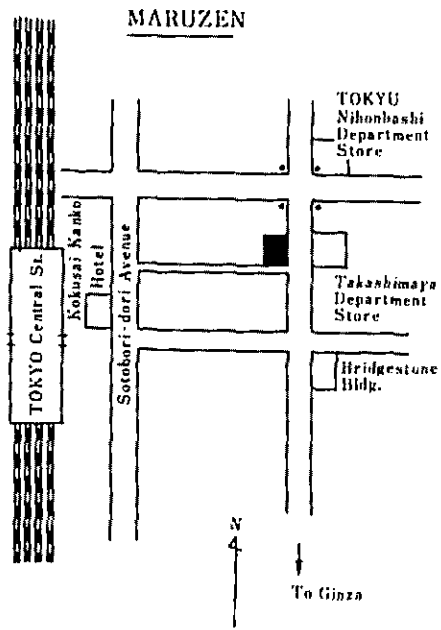 MARUZEN
TOKYU
Nihonbashi
Department
Store
TOKYO Central St.
Kokusai Kanko
Hotel
Sotobori-dori Avenue
Takashimaya
Department
Store
Bridgestone
Bldg.
N
To Ginza